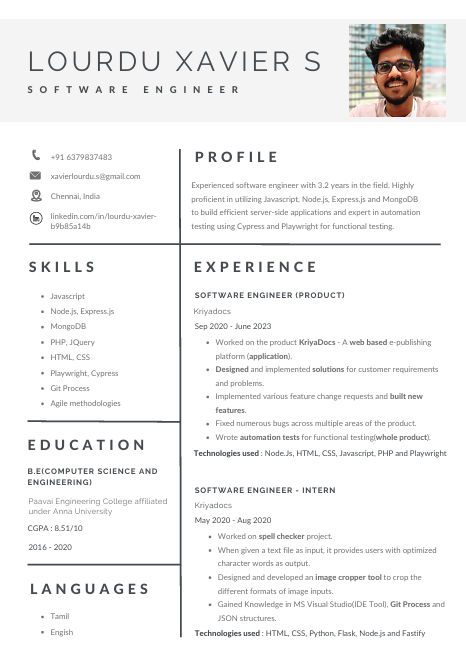 LOURDU XAVIER S
SOFTWARE ENGINEER
+91 6379837483
xavierlourdu.s@gmail.com
Chennai, India
linkedin.com/in/lourdu-xavier-
b9b85a14b
PROFILE
Experienced software engineer with 3.2 years in the field. Highly
proficient in utilizing Javascript, Node.js, Express.js and MongoDB
to build efficient server-side applications and expert in automation
testing using Cypress and Playwright for functional testing.
SKILLS
• Javascript
• Node.js, Express.js
• MongoDB
• PHP, JQuery
• HTML, CSS
• Playwright, Cypress
• Git Process
• Agile methodologies
EDUCATION
B.E(COMPUTER SCIENCE AND
ENGINEERING)
Paavai Engineering College affiliated
under Anna University
CGPA : 8.51/10
2016 - 2020
LANGUAGES
• Tamil
• Engish
EXPERIENCE
SOFTWARE ENGINEER (PRODUCT)
Kriyadocs
Sep 2020 - June 2023
• Worked on the product KriyaDocs - A web based e-publishing
platform (application).
• Designed and implemented solutions for customer requirements
and problems.
• Implemented various feature change requests and built new
features.
• Fixed numerous bugs across multiple areas of the product.
• Wrote automation tests for functional testing(whole product).
Technologies used : Node.Js, HTML, CSS, Javascript, PHP and Playwright
SOFTWARE ENGINEER - INTERN
Kriyadocs
May 2020 - Aug 2020
• Worked on spell checker project.
• When given a text file as input, it provides users with optimized
character words as output.
• Designed and developed an image cropper tool to crop the
different formats of image inputs.
• Gained Knowledge in MS Visual Studio(IDE Tool), Git Process and
JSON structures.
Technologies used : HTML, CSS, Python, Flask, Node.js and Fastify